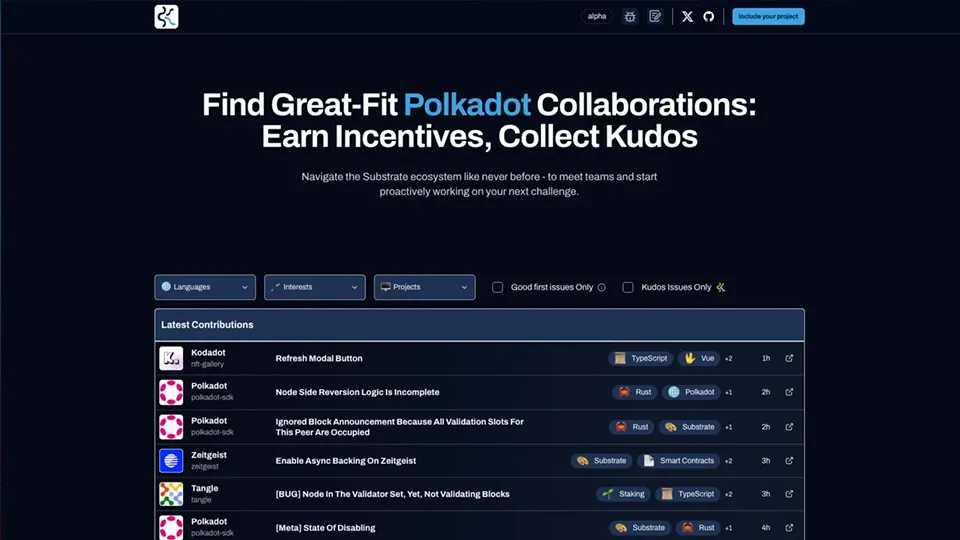 alpha
Include your project
Find Great-Fit Polkadot Collaborations:
Earn Incentives, Collect Kudos
Navigate the Substrate ecosystem like never before - to meet teams and start
proactively working on your next challenge.
Languages Interests Projects Good first issues Only Kudos Issues Only
Latest Contributions
Kodadot
nft-gallery
Refresh Modal Button
TypeScript Vue +2 1h
Polkadot
polkadot-sdk
Node Side Reversion Logic Is Incomplete
Rust Polkadot +1 2h
Polkadot
polkadot-sdk
Ignored Block Announcement Because All Validation Slots For
This Peer Are Occupied
Rust Substrate +1 2h
Zeitgeist
zeitgeist
Enable Async Backing On Zeitgeist
Substrate Smart Contracts +2 3h
Tangle
tangle
[BUG] Node In The Validator Set, Yet, Not Validating Blocks
Staking TypeScript +2 3h
Polkadot
polkadot-sdk
[Meta] State Of Disabling
Substrate Rust +1 4h